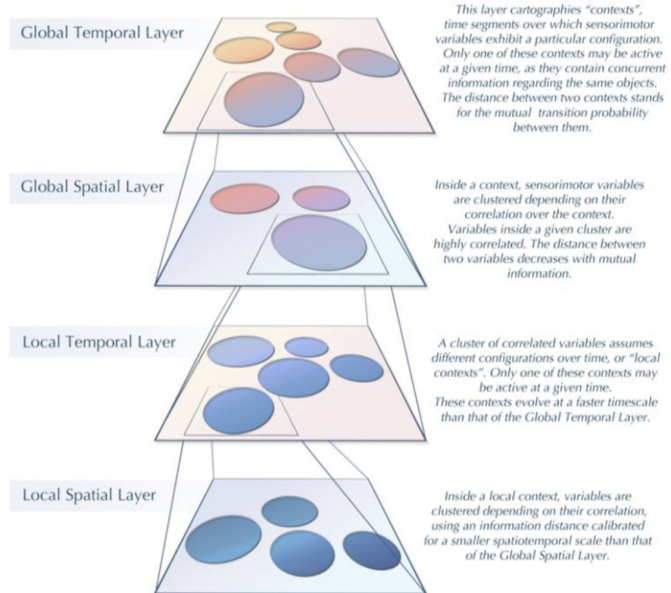 Global Temporal Layer
This layer cartographies "contexts",
time segments over which sensorimotor
variables exhibit a particular configuration.
Only one of these contexts may be active
at a given time, as they contain concurrent
information regarding the same objects.
The distance between two contexts stands
for the mutual transition probability
between them.
Global Spatial Layer
Inside a context, sensorimotor variables
are clustered depending on their
correlation over the context.
Variables inside a given cluster are
highly correlated. The distance between
two variables decreases with mutual
information.
Local Temporal Layer
A cluster of correlated variables assumes
different configurations over time, or "local
contexts". Only one of these contexts may
be active at a given time.
These contexts evolve at a faster timescale
than that of the Global Temporal Layer.
Local Spatial Layer
Inside a local context, variables are
clustered depending on their correlation,
using an information distance calibrated
for a smaller spatiotemporal scale than that
of the Global Spatial Layer.